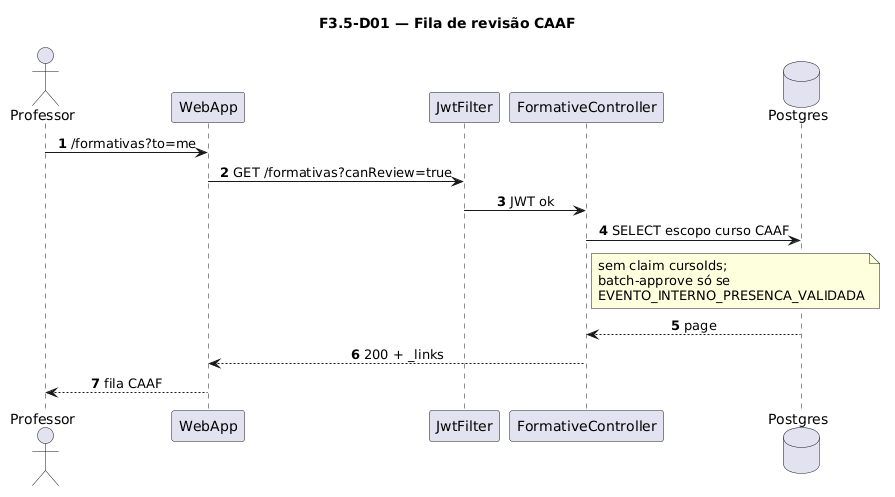 F3.5-D01 — Fila de revisão CAAF
Professor
WebApp
JwtFilter
FormativeController
Postgres
1 /formativas?to=me
2 GET /formativas?canReview=true
3 JWT ok
4 SELECT escopo curso CAAF
sem claim cursoIds;
batch-approve só se
EVENTO_INTERNO_PRESENCA_VALIDADA
5 page
6 200 + _links
7 fila CAAF
Professor
WebApp
JwtFilter
FormativeController
Postgres